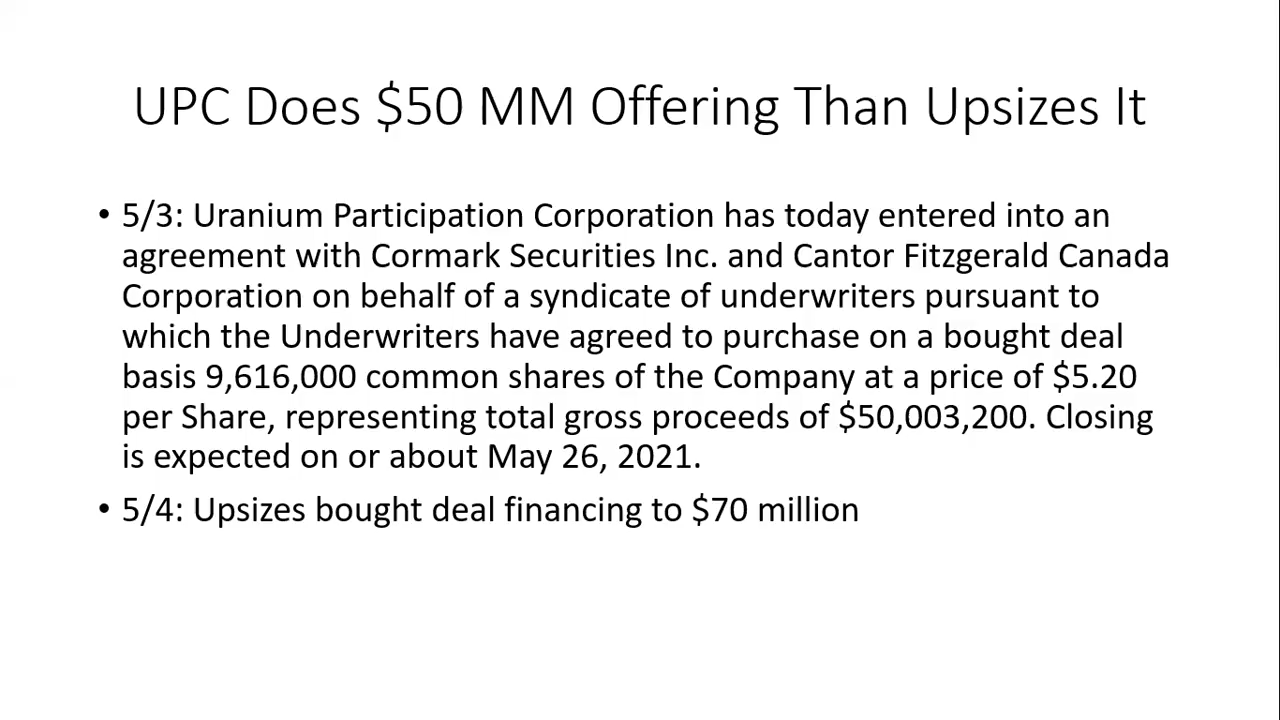 UPC Does $50 MM Offering Than Upsizes It
• 5/3: Uranium Participation Corporation has today entered into an
agreement with Cormark Securities Inc. and Cantor Fitzgerald Canada
Corporation on behalf of a syndicate of underwriters pursuant to
which the Underwriters have agreed to purchase on a bought deal
basis 9,616,000 common shares of the Company at a price of $5.20
per Share, representing total gross proceeds of $50,003,200. Closing
is expected on or about May 26, 2021.
• 5/4: Upsizes bought deal financing to $70 million